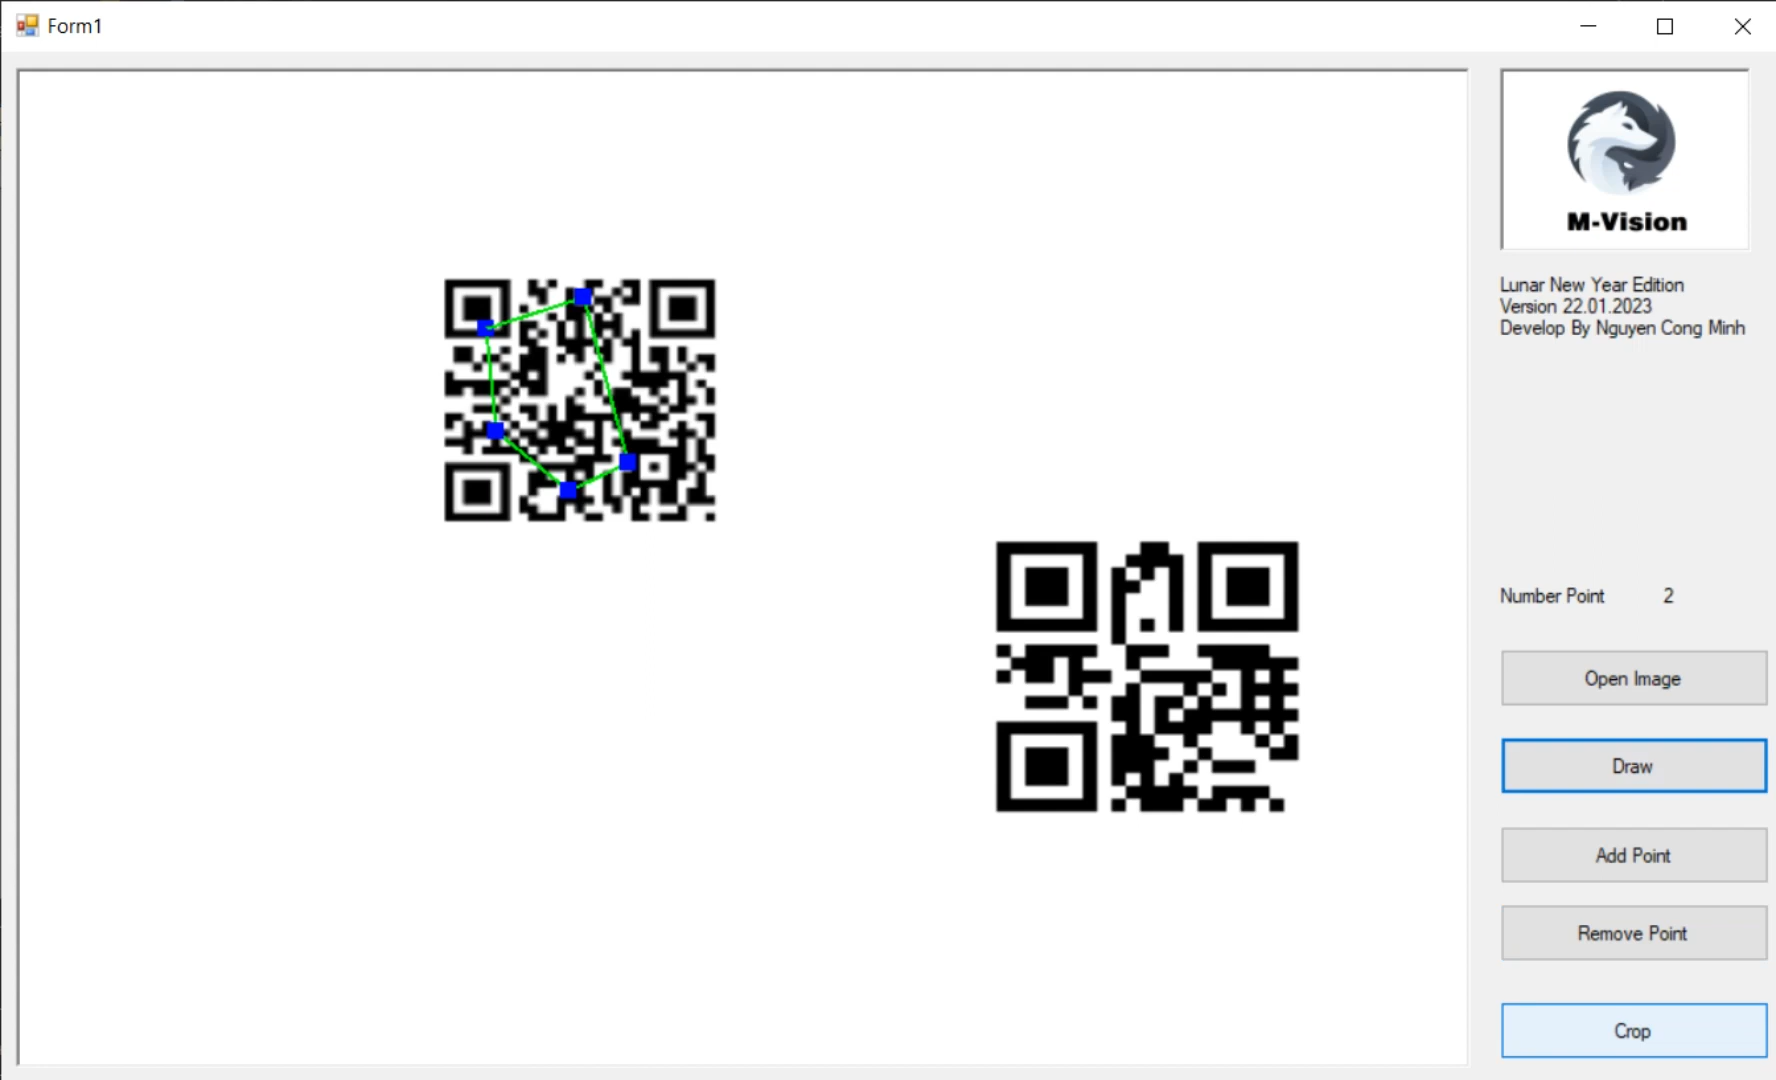 Form1
M-Vision
Lunar New Year Edition
Version 22.01.2023
Develop By Nguyen Cong Minh
Number Point 2
Open Image
Draw
Add Point
Remove Point
Crop